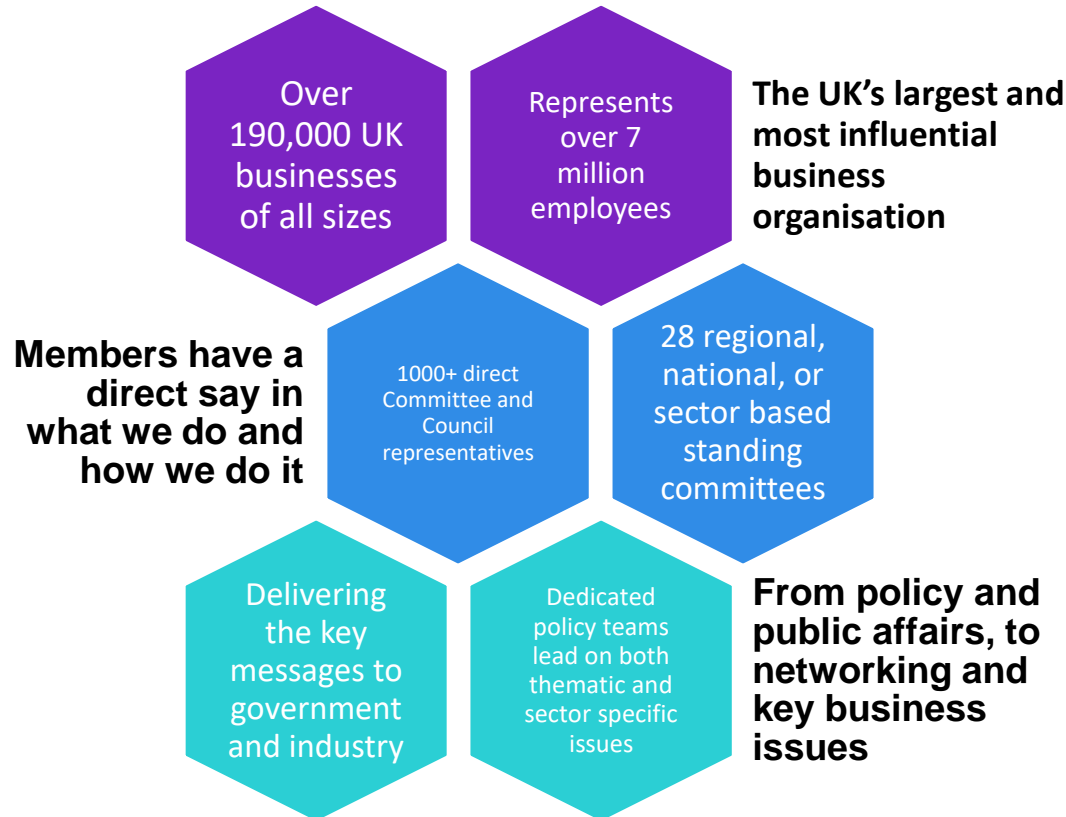 Over
190,000 UK
businesses
of all sizes
Represents
over 7
million
employees
The UK’s largest and
most influential
business
organisation
Members have a
direct say in
what we do and
how we do it
1000+ direct
Committee and
Council
representatives
28 regional,
national, or
sector based
standing
committees
Delivering
the key
messages to
government
and industry
Dedicated
policy teams
lead on both
thematic and
sector specific
issues
From policy and
public affairs, to
networking and
key business
issues